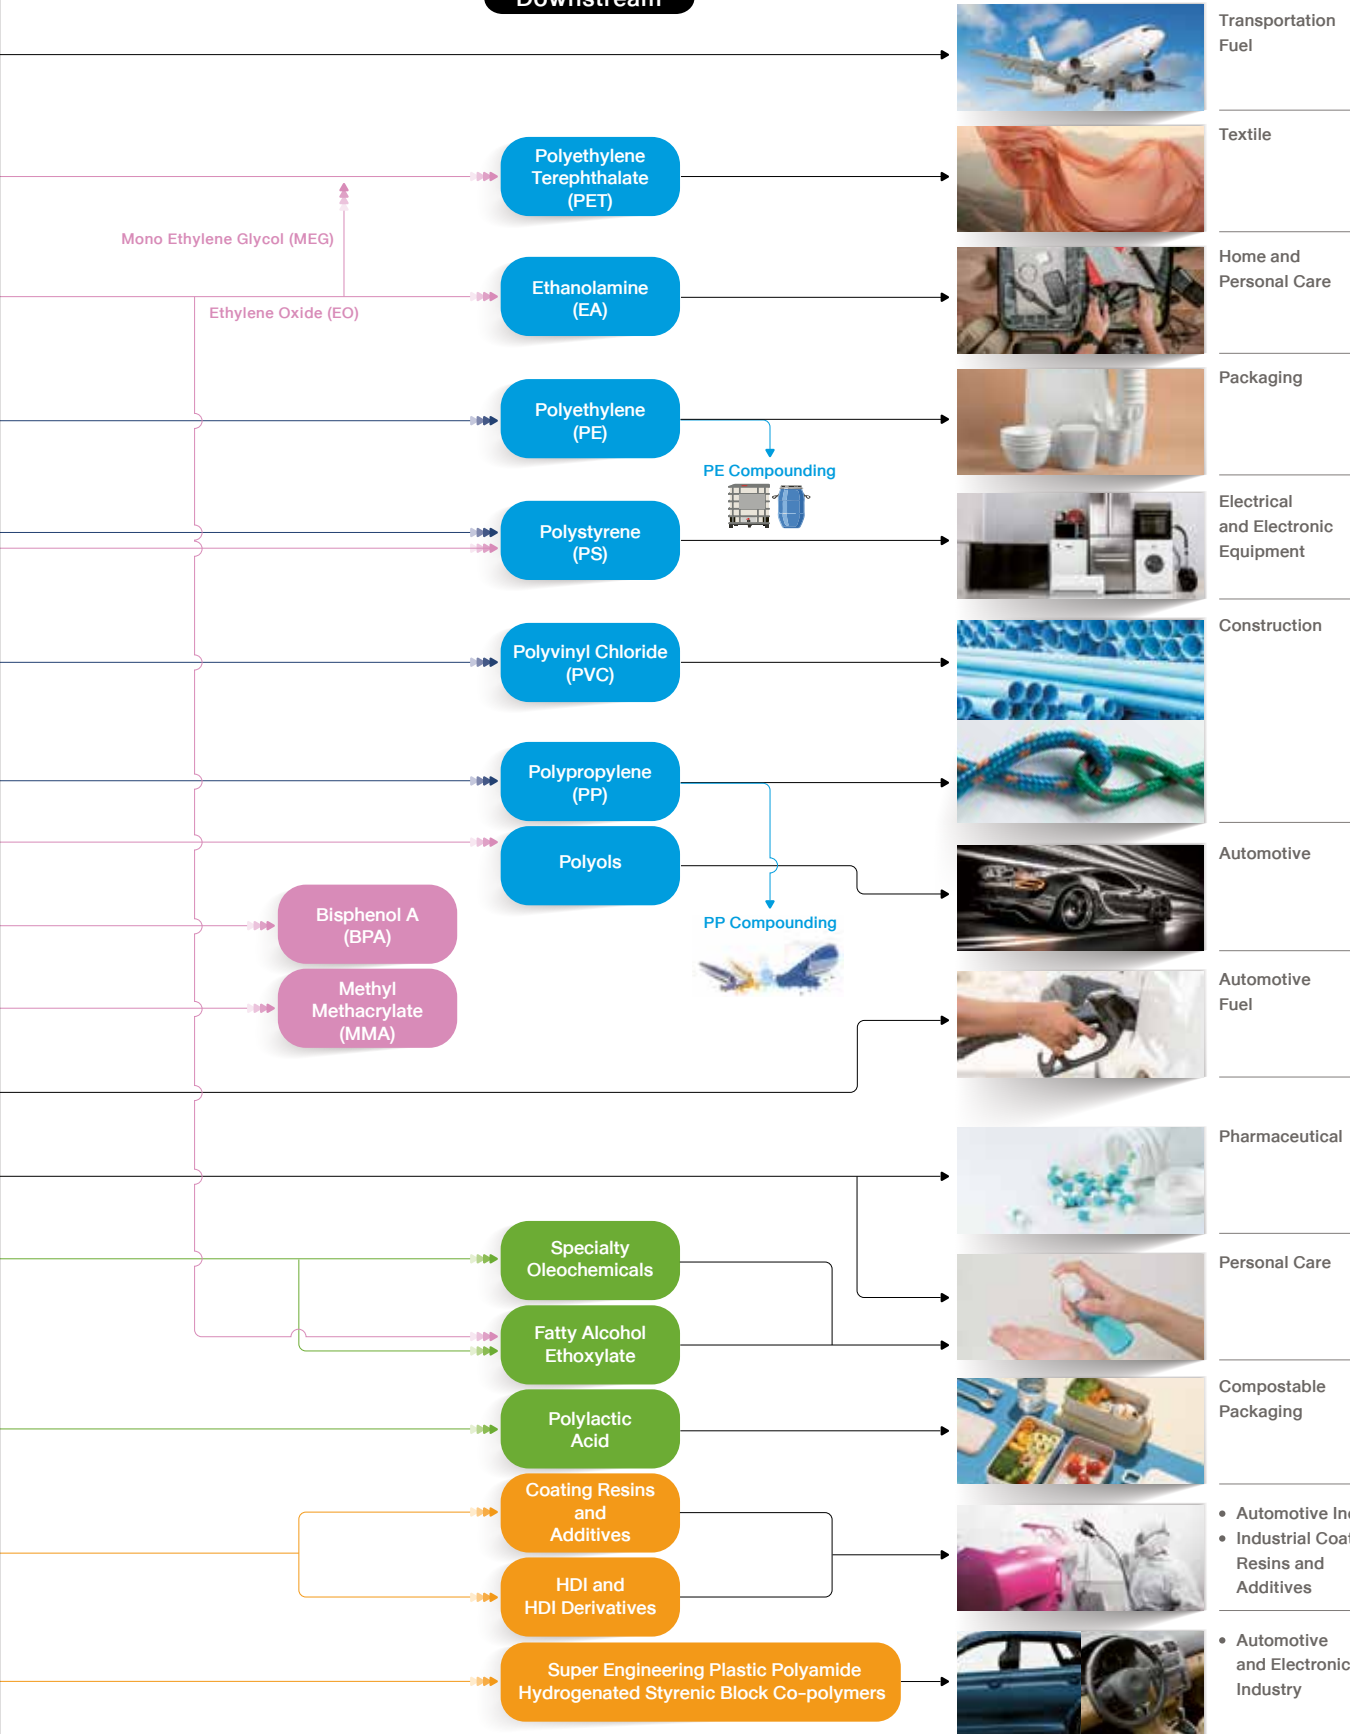 Downstream
Transportation
Fuel
Textile
Polyethylene
Terephthalate
(PET)
Mono Ethylene Glycol (MEG)
Home and
Personal Care
Ethanolamine
(EA)
Ethylene Oxide (EO)
Packaging
Polyethylene
(PE)
PE Compounding
Electrical
and Electronic
Equipment
Polystyrene
(PS)
Construction
Polyvinyl Chloride
(PVC)
Polypropylene
(PP)
Polyols
Automotive
Bisphenol A
(BPA)
PP Compounding
Methyl
Methacrylate
(MMA)
Automotive
Fuel
Pharmaceutical
Specialty
Oleochemicals
Personal Care
Fatty Alcohol
Ethoxylate
Compostable
Packaging
Polylactic
Acid
Coating Resins
and
Additives
• Automotive
• Industrial
Resins and
Additives
HDI and
HDI Derivatives
• Automotive
and Electronic
Industry
Super Engineering Plastic Polyamide
Hydrogenated Styrenic Block Co-polymers